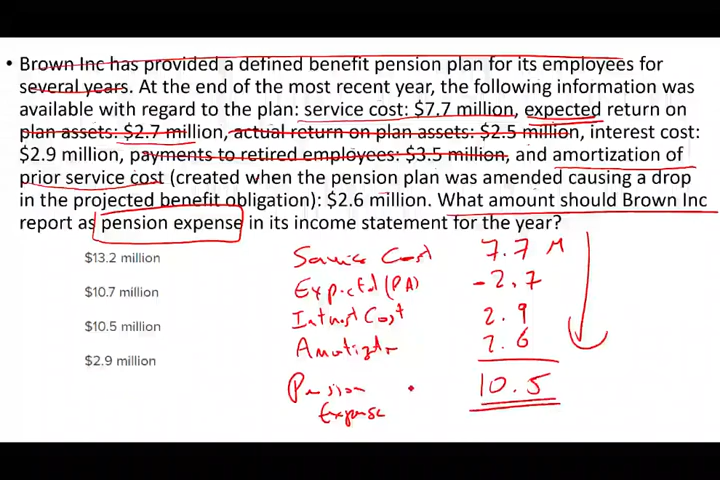 • Brown Inc has provided a defined benefit pension plan for its employees for
several years. At the end of the most recent year, the following information was
available with regard to the plan: service cost: $7.7 million, expected return on
plan assets: $2.7 million, actual return on plan assets: $2.5 million, interest cost:
$2.9 million, payments to retired employees: $3.5 million, and amortization of
prior service cost (created when the pension plan was amended causing a drop
in the projected benefit obligation): $2.6 million. What amount should Brown Inc
report as pension expense in its income statement for the year?
$13.2 million
$10.7 million
$10.5 million
$2.9 million
Service Cost 7.7 M
Expected (PA) -2.7
Intrest Cost 2.9
Amotizatn 2.6
Pension 10.5
Expense